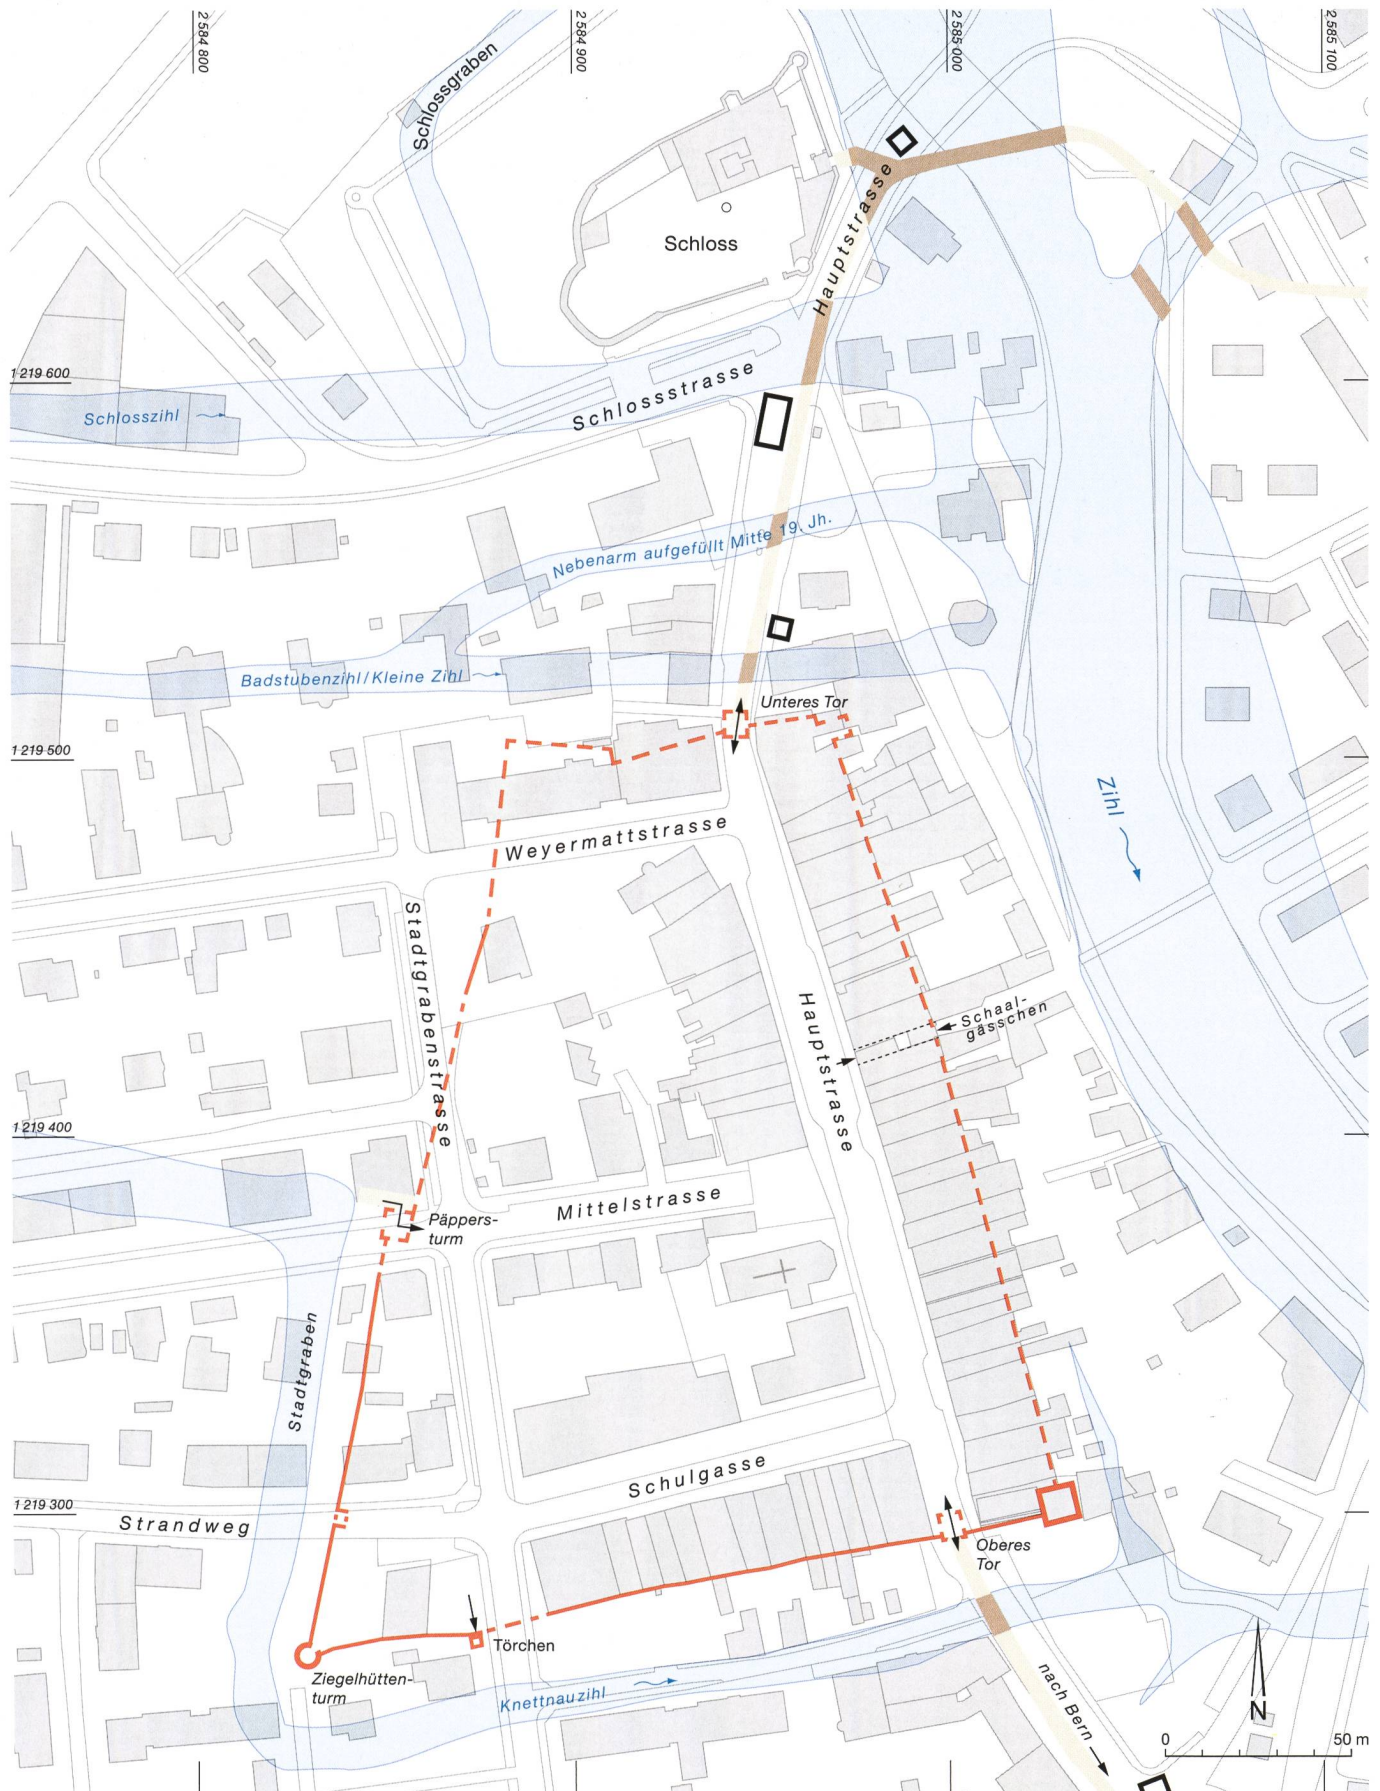 2 584 800
2 584 900
2 585 000
2 585 100
Schlossgraben
Hauptstrasse
Schloss
1 219 600
Schlosszihl
Schlossstrasse
Nebenarm aufgefüllt Mitte 19. Jh.
Badstubenzihl/Kleine Zihl
Unteres Tor
1 219 500
Zihl
Weyermattstrasse
Stadtgrabenstrasse
Hauptstrasse
Schaal-
gässchen
1 219 400
Mittelstrasse
Päppers-
turm
Stadtgraben
Schulgasse
1 219 300
Strandweg
Oberes
Tor
Törchen
Ziegelhütten-
turm
Knettnauzihl
nach Bern
N
0 50 m